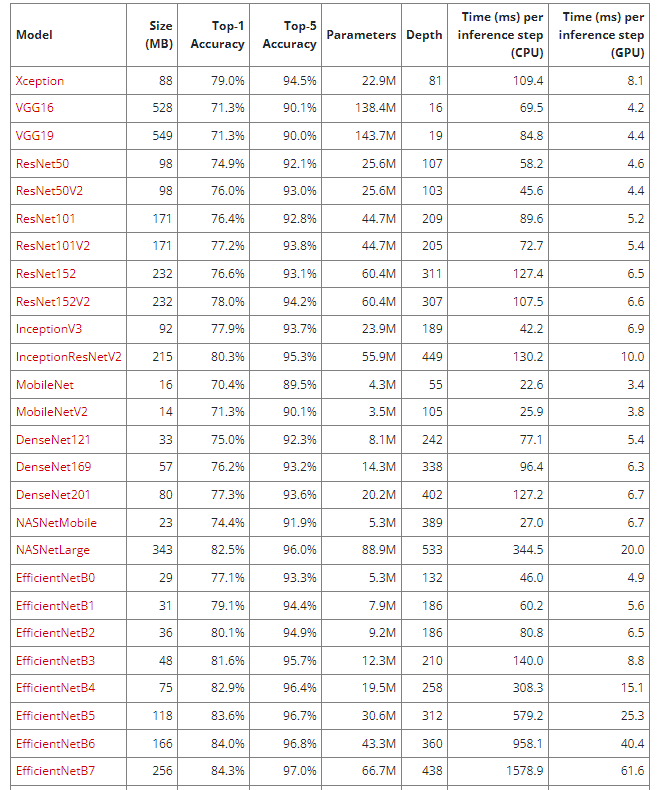 Model Size (MB) Top-1 Accuracy Top-5 Accuracy Parameters Depth Time (ms) per inference step (CPU) Time (ms) per inference step (GPU)
Xception 88 79.0% 94.5% 22.9M 81 109.4 8.1
VGG16 528 71.3% 90.1% 138.4M 16 69.5 4.2
VGG19 549 71.3% 90.0% 143.7M 19 84.8 4.4
ResNet50 98 74.9% 92.1% 25.6M 107 58.2 4.6
ResNet50V2 98 76.0% 93.0% 25.6M 103 45.6 4.4
ResNet101 171 76.4% 92.8% 44.7M 209 89.6 5.2
ResNet101V2 171 77.2% 93.8% 44.7M 205 72.7 5.4
ResNet152 232 76.6% 93.1% 60.4M 311 127.4 6.5
ResNet152V2 232 78.0% 94.2% 60.4M 307 107.5 6.6
InceptionV3 92 77.9% 93.7% 23.9M 189 42.2 6.9
InceptionResNetV2 215 80.3% 95.3% 55.9M 449 130.2 10.0
MobileNet 16 70.4% 89.5% 4.3M 55 22.6 3.4
MobileNetV2 14 71.3% 90.1% 3.5M 105 25.9 3.8
DenseNet121 33 75.0% 92.3% 8.1M 242 77.1 5.4
DenseNet169 57 76.2% 93.2% 14.3M 338 96.4 6.3
DenseNet201 80 77.3% 93.6% 20.2M 402 127.2 6.7
NASNetMobile 23 74.4% 91.9% 5.3M 389 27.0 6.7
NASNetLarge 343 82.5% 96.0% 88.9M 533 344.5 20.0
EfficientNetB0 29 77.1% 93.3% 5.3M 132 46.0 4.9
EfficientNetB1 31 79.1% 94.4% 7.9M 186 60.2 5.6
EfficientNetB2 36 80.1% 94.9% 9.2M 186 80.8 6.5
EfficientNetB3 48 81.6% 95.7% 12.3M 210 140.0 8.8
EfficientNetB4 75 82.9% 96.4% 19.5M 258 308.3 15.1
EfficientNetB5 118 83.6% 96.7% 30.6M 312 579.2 25.3
EfficientNetB6 166 84.0% 96.8% 43.3M 360 958.1 40.4
EfficientNetB7 256 84.3% 97.0% 66.7M 438 1578.9 61.6